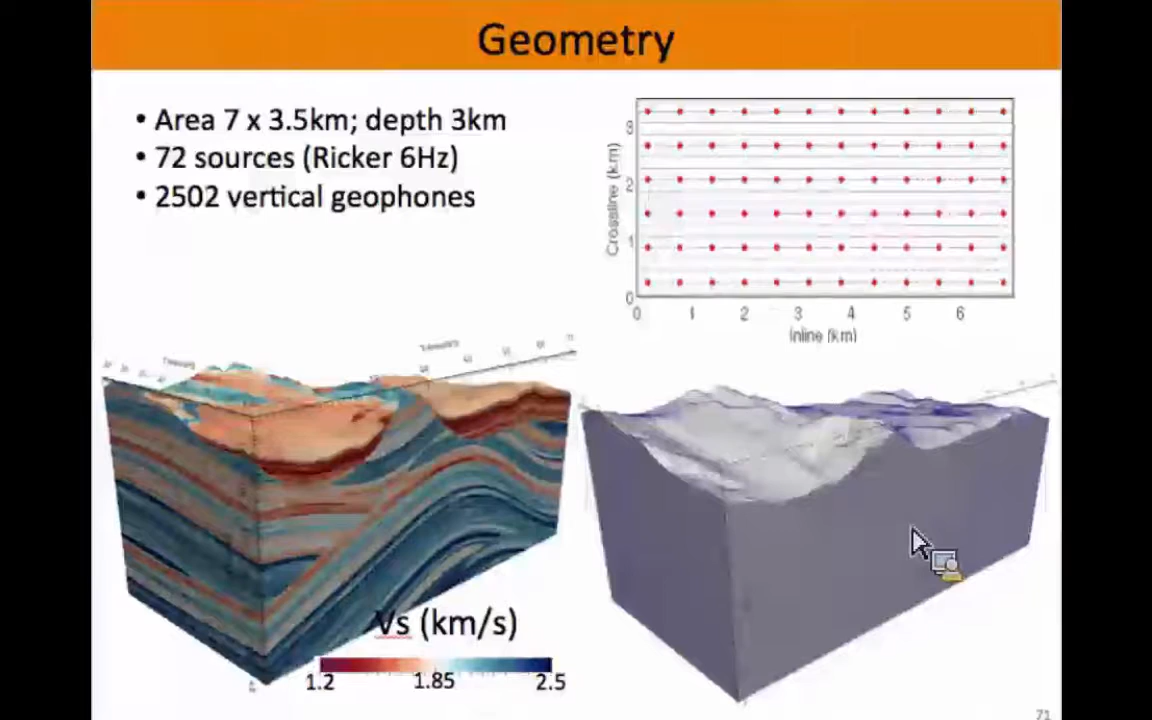 Geometry
• Area 7 x 3.5km; depth 3km
• 72 sources (Ricker 6Hz)
• 2502 vertical geophones
Crossline (km)
3
2
1
0
0 1 2 3 4 5 6
Inline (km)
Vs (km/s)
1.2 1.85 2.5
71